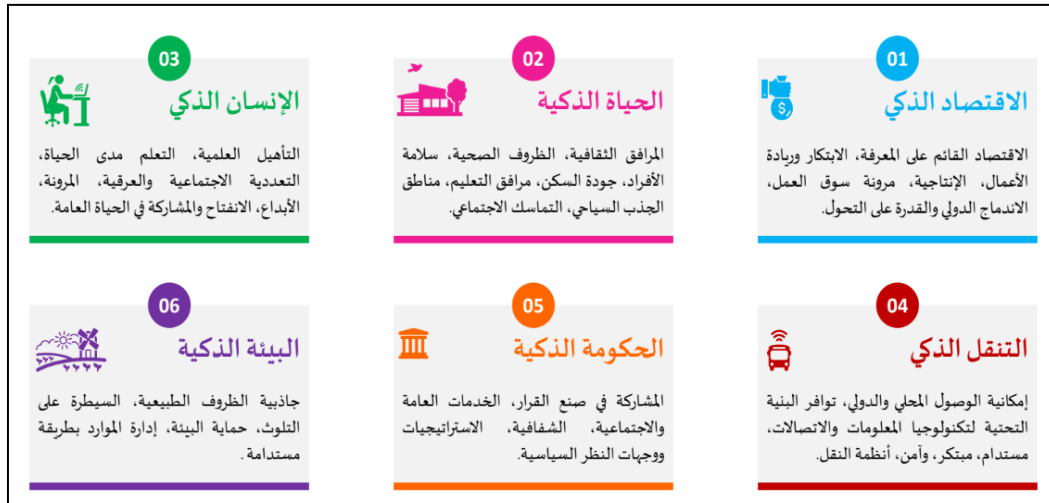 01
الاقتصاد الذكي
الاقتصاد القائم على المعرفة، الابتكار وريادة
الأعمال، الإنتاجية، مرونة سوق العمل،
الاندماج الدولي والقدرة على التحول.
02
الحياة الذكية
المرافق الثقافية، الظروف الصحية، سلامة
الأفراد، جودة السكن، مرافق التعليم، مناطق
الجذب السياحي، التماسك الاجتماعي.
03
الإنسان الذكي
التأهيل العلمية، التعلم مدى الحياة،
التعددية الاجتماعية والعرقية، المرونة،
الأبداع، الانفتاح والمشاركة في الحياة العامة.
04
التنقل الذكي
إمكانية الوصول المحلي والدولي، توافر البنية
التحتية لتكنولوجيا المعلومات والاتصالات،
مستدام، مبتكر، وآمن، أنظمة النقل.
05
الحكومة الذكية
المشاركة في صنع القرار، الخدمات العامة
والاجتماعية، الشفافية، الاستراتيجيات
ووجهات النظر السياسية.
06
البيئة الذكية
جاذبية الظروف الطبيعية، السيطرة على
التلوث، حماية البيئة، إدارة الموارد بطريقة
مستدامة.